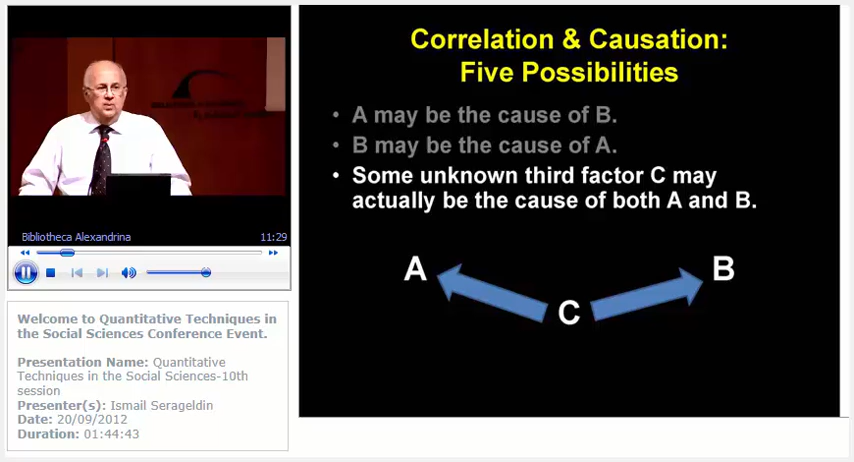 Bibliotheca Alexandrina 11:29
Welcome to Quantitative Techniques in
the Social Sciences Conference Event.
Presentation Name: Quantitative
Techniques in the Social Sciences-10th
session
Presenter(s): Ismail Serageldin
Date: 20/09/2012
Duration: 01:44:43
Correlation & Causation:
Five Possibilities
• A may be the cause of B.
• B may be the cause of A.
• Some unknown third factor C may
actually be the cause of both A and B.
A
B
C